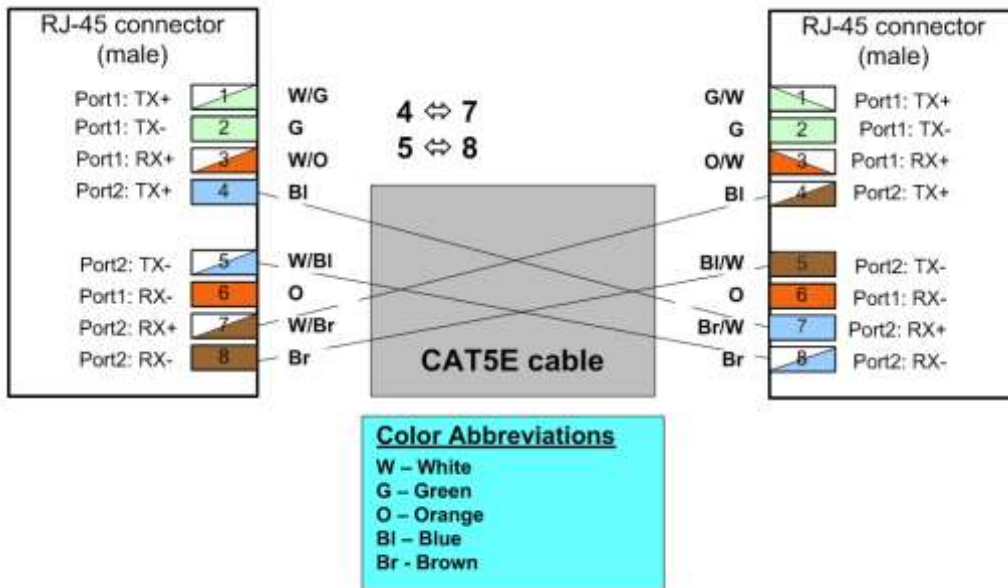 RJ-45 connector
(male)
Port1: TX+ 1 W/G
Port1: TX- 2 G
Port1: RX+ 3 W/O
Port2: TX+ 4 Bl
Port2: TX- 5 W/Bl
Port1: RX- 6 O
Port2: RX+ 7 W/Br
Port2: RX- 8 Br
4 ⇔ 7
5 ⇔ 8
CAT5E cable
RJ-45 connector
(male)
G/W 1 Port1: TX+
G 2 Port1: TX-
O/W 3 Port1: RX+
Bl 4 Port2: TX+
Bl/W 5 Port2: TX-
O 6 Port1: RX-
Br/W 7 Port2: RX+
Br 8 Port2: RX-
Color Abbreviations
W – White
G – Green
O – Orange
Bl – Blue
Br - Brown